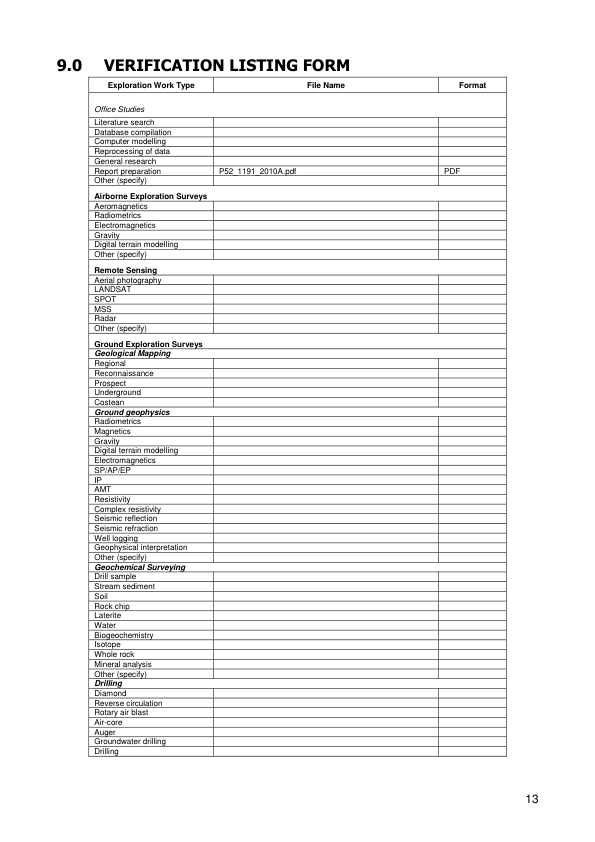 9.0 VERIFICATION LISTING FORM
Exploration Work Type File Name Format
Office Studies
Literature search
Database compilation
Computer modelling
Reprocessing of data
General research
Report preparation P52_1191_2010A.pdf PDF
Other (specify)
Airborne Exploration Surveys
Aeromagnetics
Radiometrics
Electromagnetics
Gravity
Digital terrain modelling
Other (specify)
Remote Sensing
Aerial photography
LANDSAT
SPOT
MSS
Radar
Other (specify)
Ground Exploration Surveys
Geological Mapping
Regional
Reconnaissance
Prospect
Underground
Costean
Ground geophysics
Radiometrics
Magnetics
Gravity
Digital terrain modelling
Electromagnetics
SP/AP/EP
IP
AMT
Resistivity
Complex resistivity
Seismic reflection
Seismic refraction
Well logging
Geophysical interpretation
Other (specify)
Geochemical Surveying
Drill sample
Stream sediment
Soil
Rock chip
Laterite
Water
Biogeochemistry
Isotope
Whole rock
Mineral analysis
Other (specify)
Drilling
Diamond
Reverse circulation
Rotary air blast
Air-core
Auger
Groundwater drilling
Drilling
13